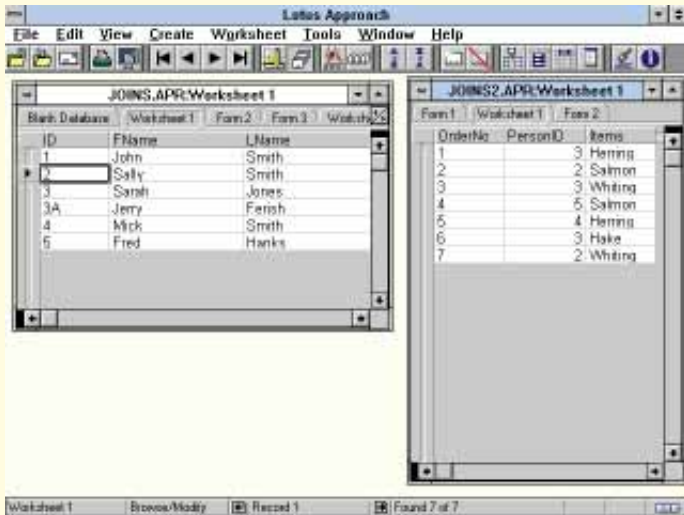 Lotus Approach
File Edit View Create Worksheet Tools Window Help
JOINS.APR:Worksheet 1
Blank Database Worksheet 1 Form 2 Form 3 Worksh
ID FName LName
1 John Smith
2 Sally Smith
3 Sarah Jones
3A Jerry Ferish
4 Mick Smith
5 Fred Hanks
JOINS2.APR:Worksheet 1
Form 1 Worksheet 1 Form 2
OrderNo PersonID Items
1 3 Herring
2 2 Salmon
3 3 Whiting
4 5 Salmon
5 4 Herring
6 3 Hake
7 2 Whiting
Worksheet 1 Browse/Modify Record 1 Found 7 of 7